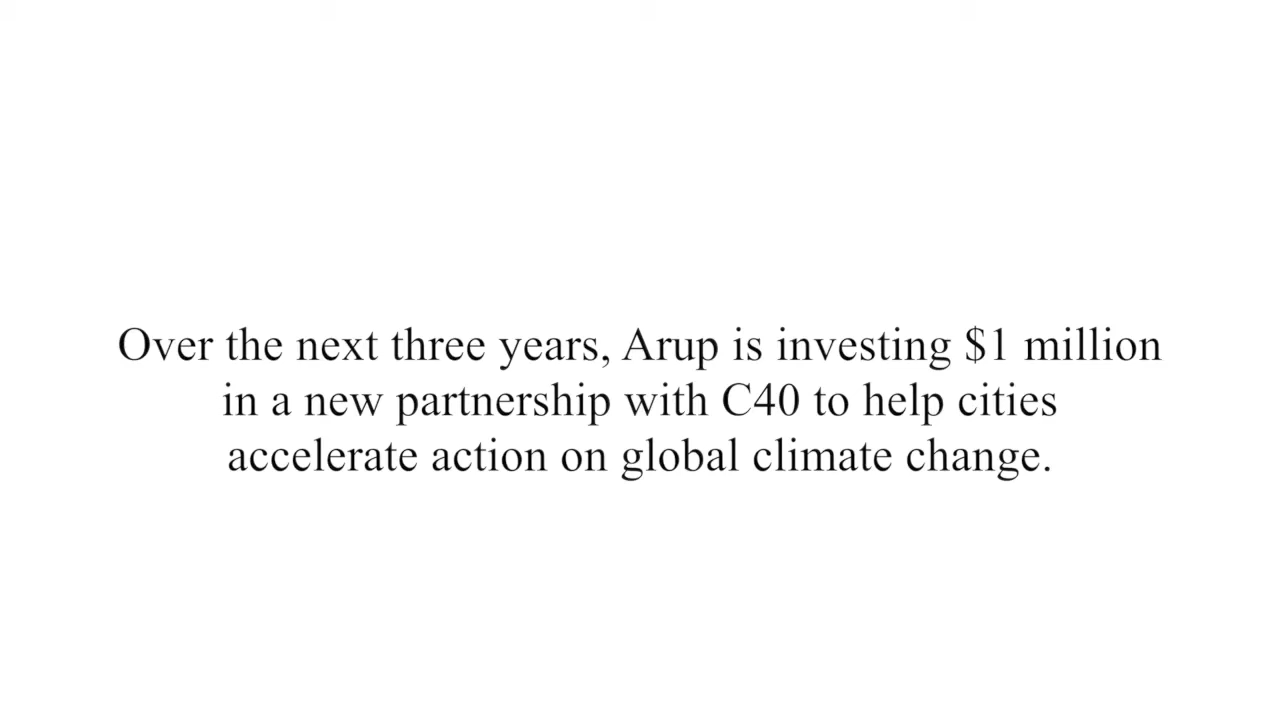 Over the next three years, Arup is investing $1 million
in a new partnership with C40 to help cities
accelerate action on global climate change.